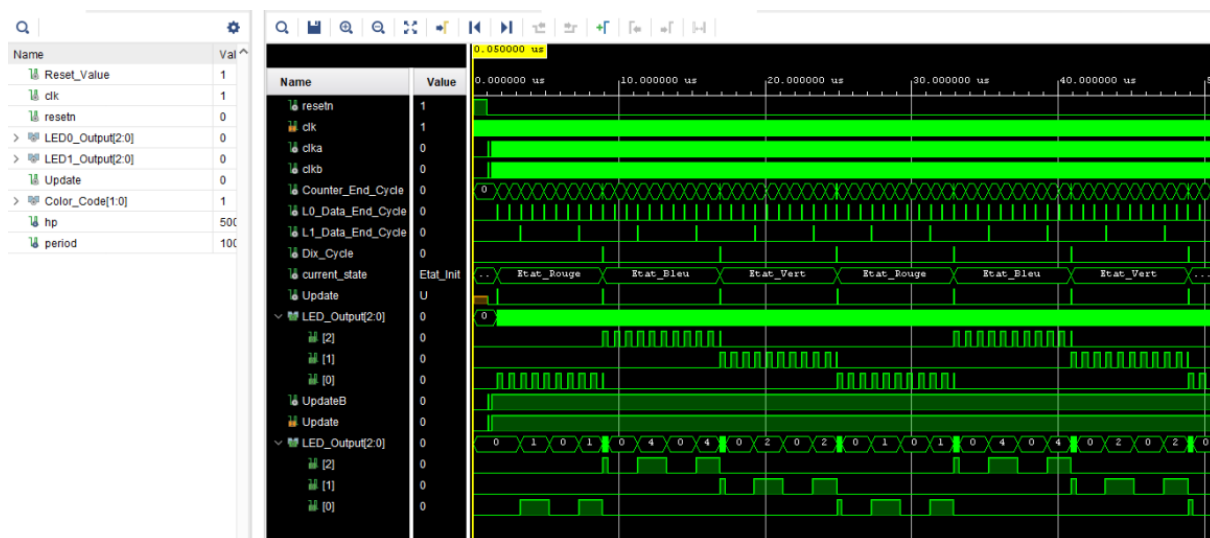 Name Val
Reset_Value 1
clk 1
resetn 0
LED0_Output[2:0] 0
LED1_Output[2:0] 0
Update 0
Color_Code[1:0] 1
hp 500
period 100
0.050000 us
Name Value 0.000000 us 10.000000 us 20.000000 us 30.000000 us 40.000000 us
resetn 1
clk 1
clka 0
clkb 0
Counter_End_Cycle 0 0
L0_Data_End_Cycle 0
L1_Data_End_Cycle 0
Dix_Cycle 0
current_state Etat_Init ... Etat_Rouge Etat_Bleu Etat_Vert Etat_Rouge Etat_Bleu Etat_Vert ...
Update U
LED_Output[2:0] 0 0
[2] 0
[1] 0
[0] 0
UpdateB 0
Update 0
LED_Output[2:0] 0 0 1 0 1 0 4 0 4 0 2 0 2 0 1 0 1 0 4 0 4 0 2 0 2 0
[2] 0
[1] 0
[0] 0